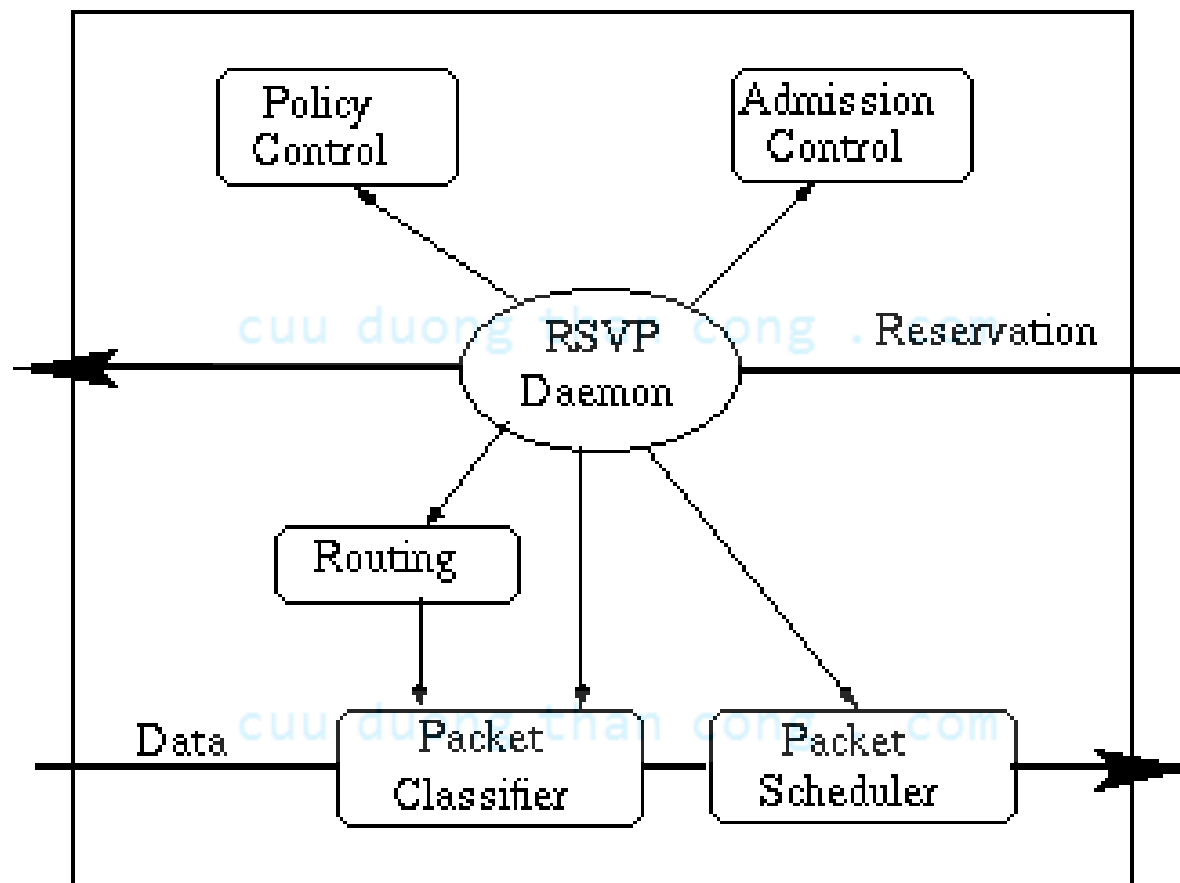 Policy
Control
Admission
Control
cuu duong than cong . com
RSVP
Daemon
Reservation
Routing
cuu duong than cong . com
Data
Packet
Classifier
Packet
Scheduler